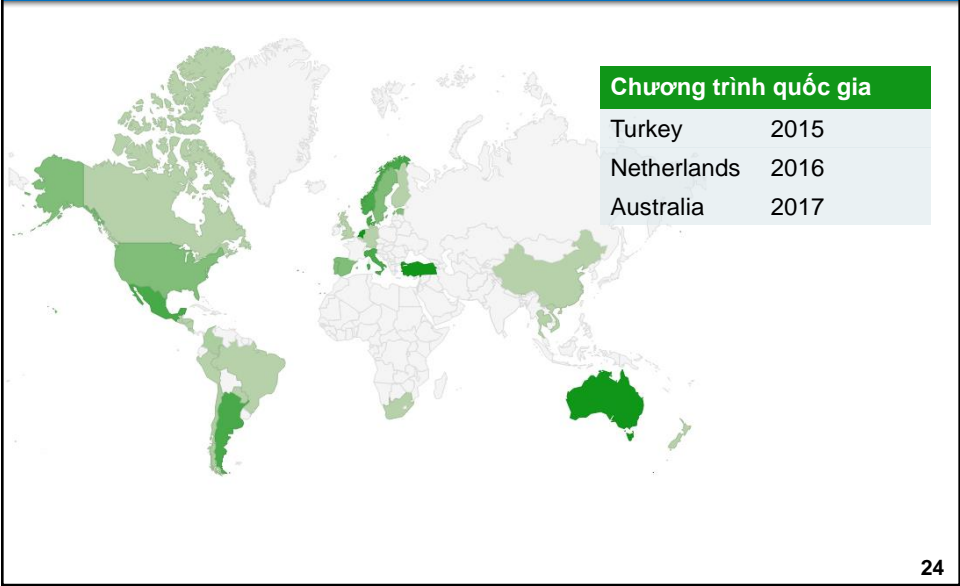 Chương trình quốc gia
Turkey 2015
Netherlands 2016
Australia 2017
24